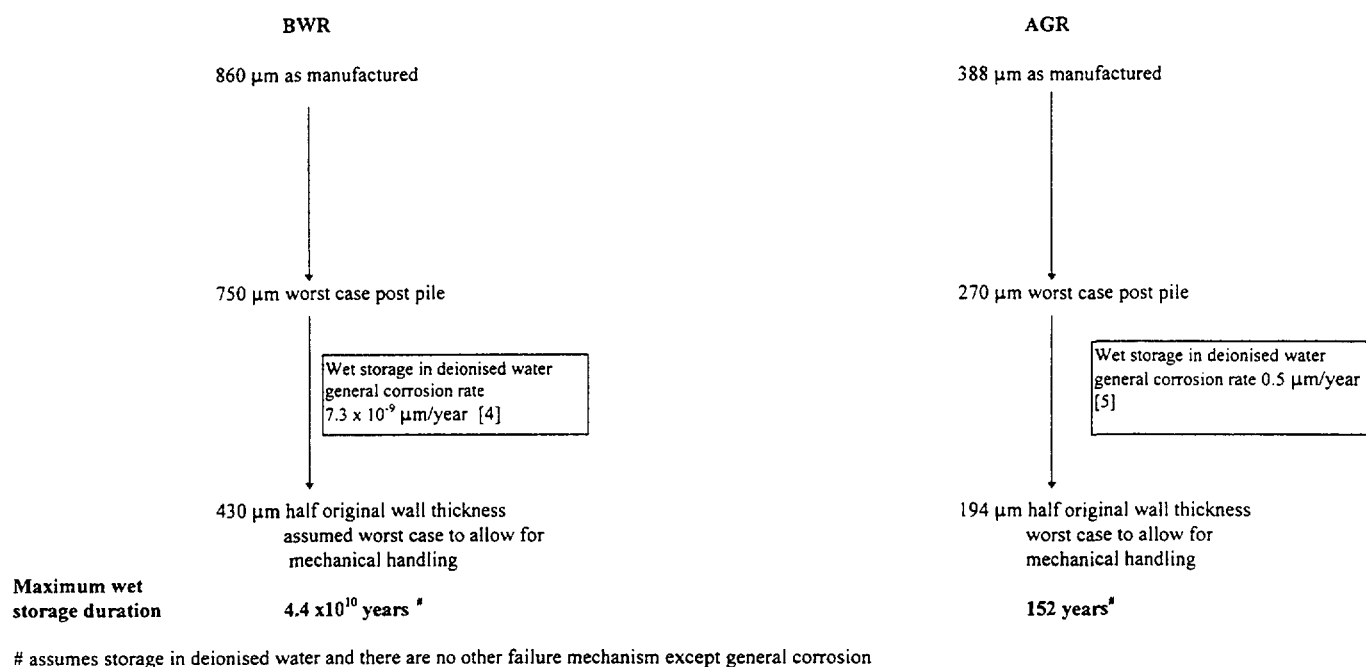 BWR
860 µm as manufactured
750 µm worst case post pile
Wet storage in deionised water
general corrosion rate
7.3 x 10⁻⁹ µm/year [4]
430 µm half original wall thickness
assumed worst case to allow for
mechanical handling
AGR
388 µm as manufactured
270 µm worst case post pile
Wet storage in deionised water
general corrosion rate 0.5 µm/year
[5]
194 µm half original wall thickness
worst case to allow for
mechanical handling
Maximum wet
storage duration
4.4 x10¹⁰ years #
152 years#
# assumes storage in deionised water and there are no other failure mechanism except general corrosion